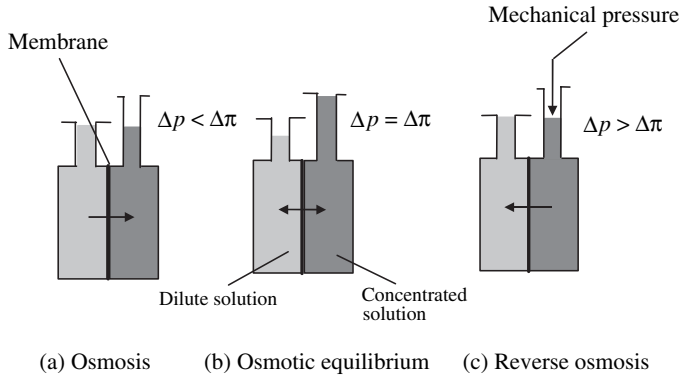 Mechanical pressure
Membrane
Δp < Δπ
Δp = Δπ
Δp > Δπ
Dilute solution
Concentrated
solution
(a) Osmosis
(b) Osmotic equilibrium
(c) Reverse osmosis